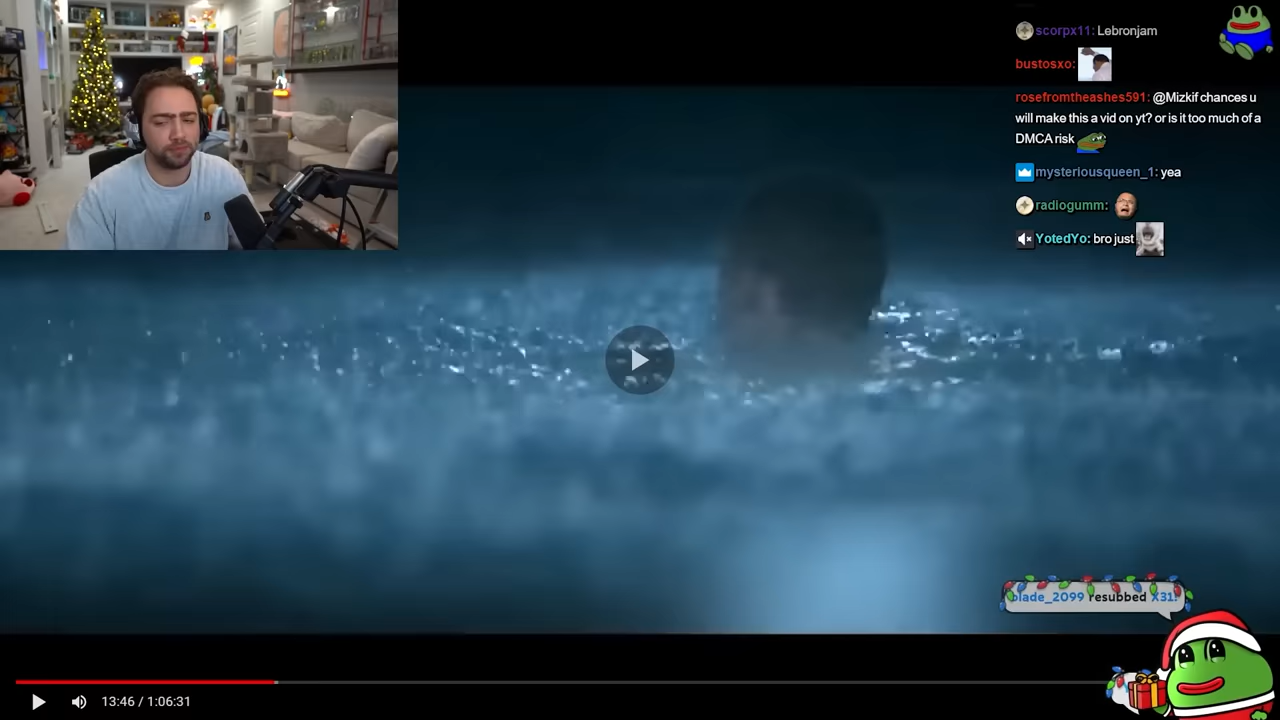 scorpx11: Lebronjam
bustosxo:
rosefromtheashes591: @Mizkif chances u
will make this a vid on yt? or is it too much of a
DMCA risk
mysteriousqueen_1: yea
radiogumm:
YotedYo: bro just
blade_2099 resubbed X31!
13:46 / 1:06:31